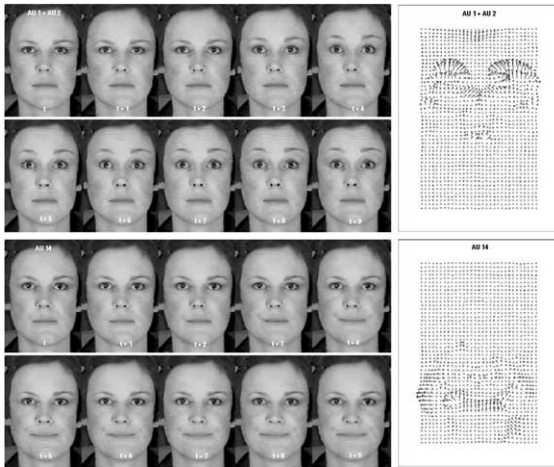 AU 1 + AU 2
t
t + 1
t + 2
t + 3
t + 4
t + 5
t + 6
t + 7
t + 8
t + 9
AU 1 + AU 2
AU 14
t
t + 1
t + 2
t + 3
t + 4
t + 5
t + 6
t + 7
t + 8
t + 9
AU 14